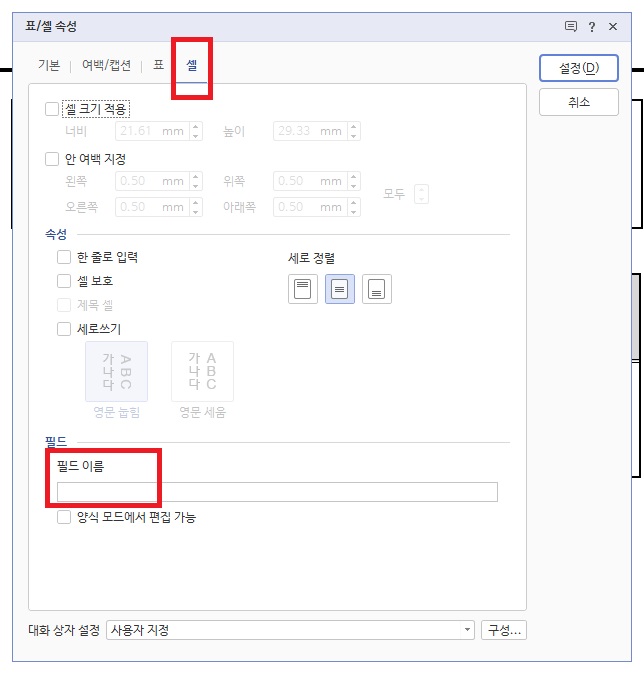 표/셀 속성
?
기본 여백/캡션 표 셀
설정(D)
취소
셀 크기 적용
너비 21.61 mm 높이 29.33 mm
안 여백 지정
왼쪽 0.50 mm 위쪽 0.50 mm
모두
오른쪽 0.50 mm 아래쪽 0.50 mm
속성
한 줄로 입력 세로 정렬
셀 보호
제목 셀
세로쓰기
가나다 ABC 가나다 ABC
영문 눕힘 영문 세움
필드
필드 이름
양식 모드에서 편집 가능
대화 상자 설정 사용자 지정 구성...